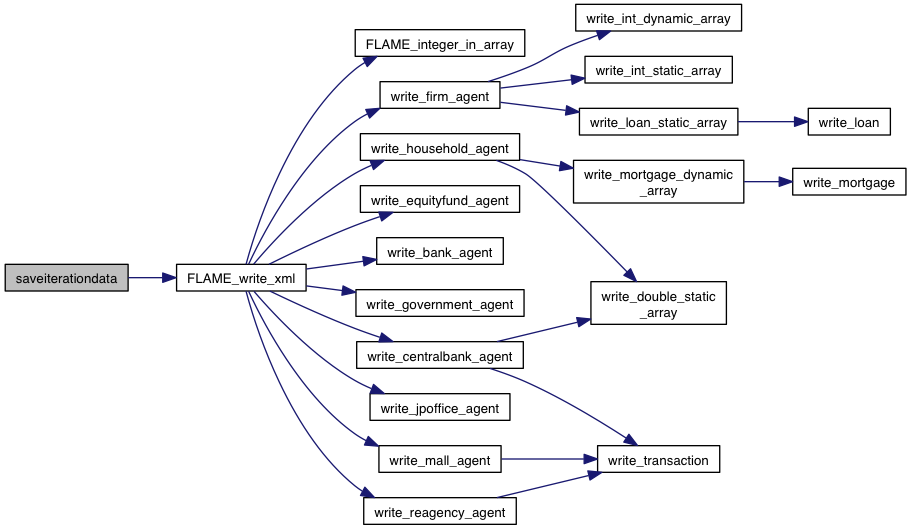 saveiterationdata
FLAME_write_xml
FLAME_integer_in_array
write_firm_agent
write_household_agent
write_equityfund_agent
write_bank_agent
write_government_agent
write_centralbank_agent
write_jpoffice_agent
write_mall_agent
write_reagency_agent
write_int_dynamic_array
write_int_static_array
write_loan_static_array
write_mortgage_dynamic
_array
write_double_static
_array
write_transaction
write_loan
write_mortgage